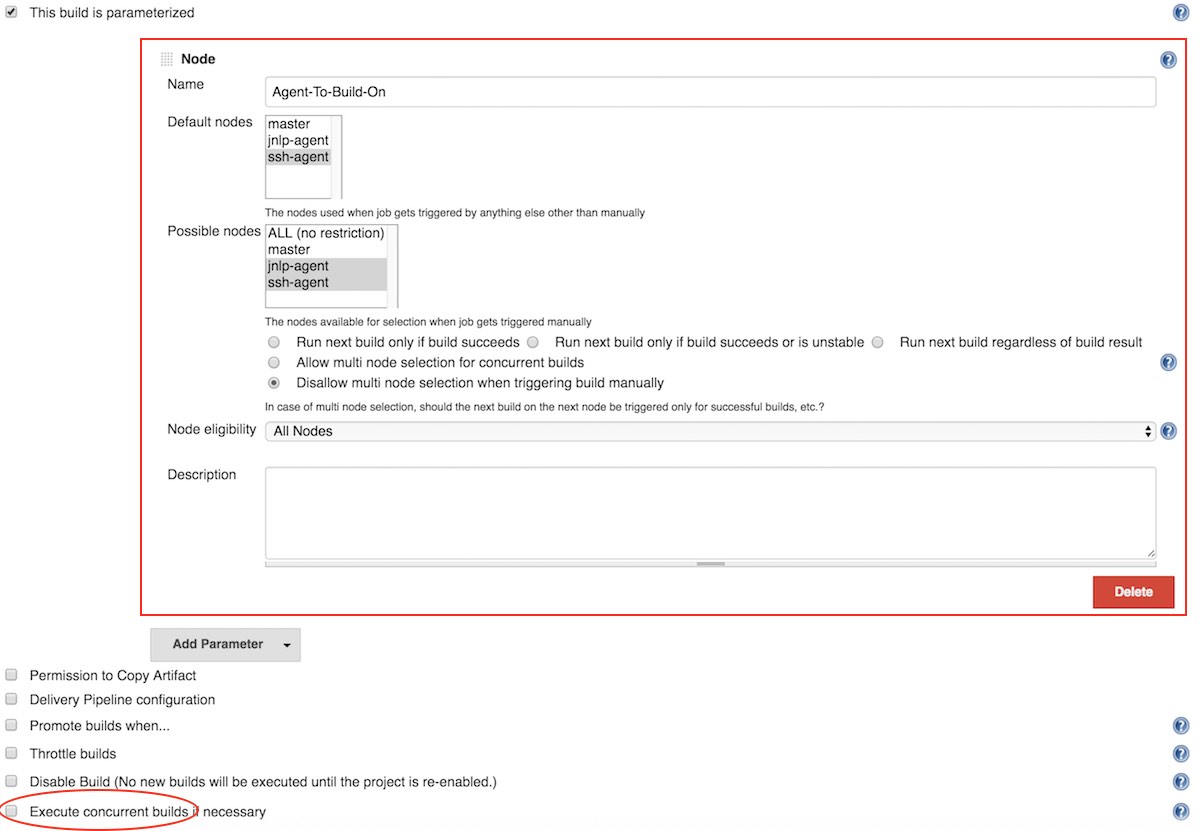 This build is parameterized
Node
Name
Agent-To-Build-On
Default nodes
master
jnlp-agent
ssh-agent
The nodes used when job gets triggered by anything else other than manually
Possible nodes
ALL (no restriction)
master
jnlp-agent
ssh-agent
The nodes available for selection when job gets triggered manually
Run next build only if build succeeds Run next build only if build succeeds or is unstable Run next build regardless of build result
Allow multi node selection for concurrent builds
Disallow multi node selection when triggering build manually
In case of multi node selection, should the next build on the next node be triggered only for successful builds, etc.?
Node eligibility All Nodes
Description
Delete
Add Parameter
Permission to Copy Artifact
Delivery Pipeline configuration
Promote builds when...
Throttle builds
Disable Build (No new builds will be executed until the project is re-enabled.)
Execute concurrent builds if necessary